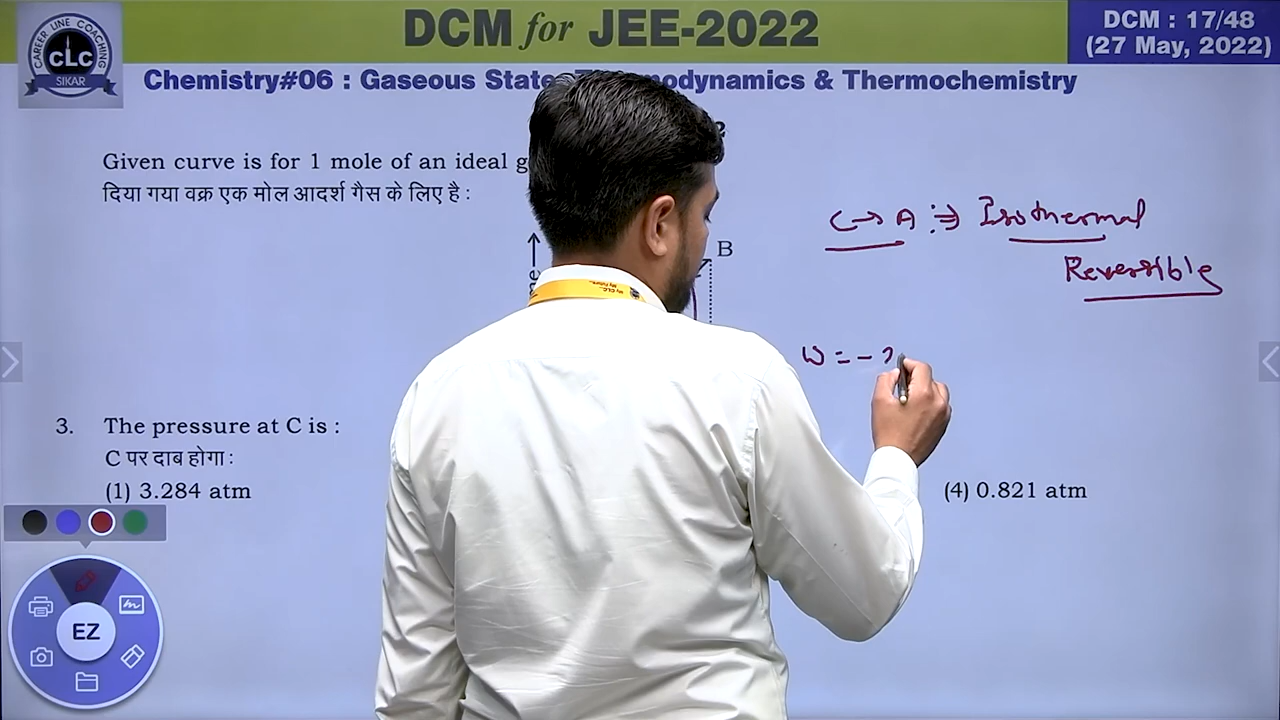 DCM for JEE-2022
DCM : 17/48
(27 May, 2022)
CAREER LINE COACHING
CLC
SIKAR
Chemistry#06 : Gaseous State & Thermochemistry
Given curve is for 1 mole of an ideal
दिया गया वक्र एक मोल आदर्श गैस के लिए है :
B
C → A ⇒ Isothermal
Reversible
W = -
3. The pressure at C is :
C पर दाब होगा :
(1) 3.284 atm
(4) 0.821 atm
EZ